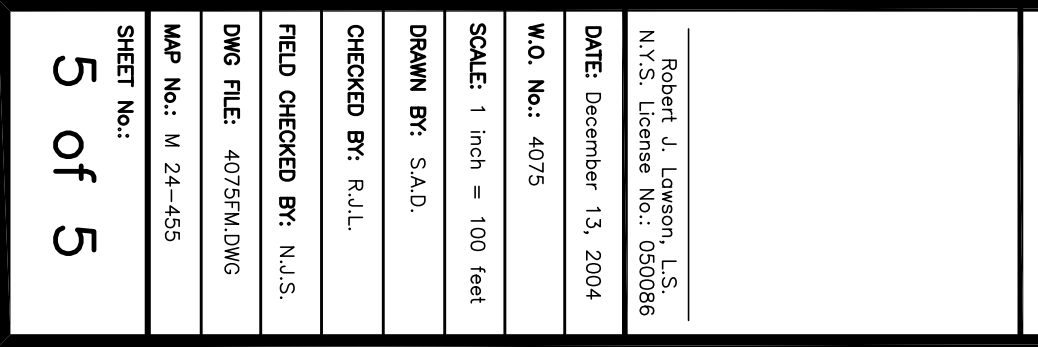 Robert J. Lawson, L.S.
N.Y.S. License No.: 050086
DATE: December 13, 2004
W.O. No.: 4075
SCALE: 1 inch = 100 feet
DRAWN BY: S.A.D.
CHECKED BY: R.J.L.
FIELD CHECKED BY: N.J.S.
DWG FILE: 4075FM.DWG
MAP No.: M 24-455
SHEET No.:
5 of 5